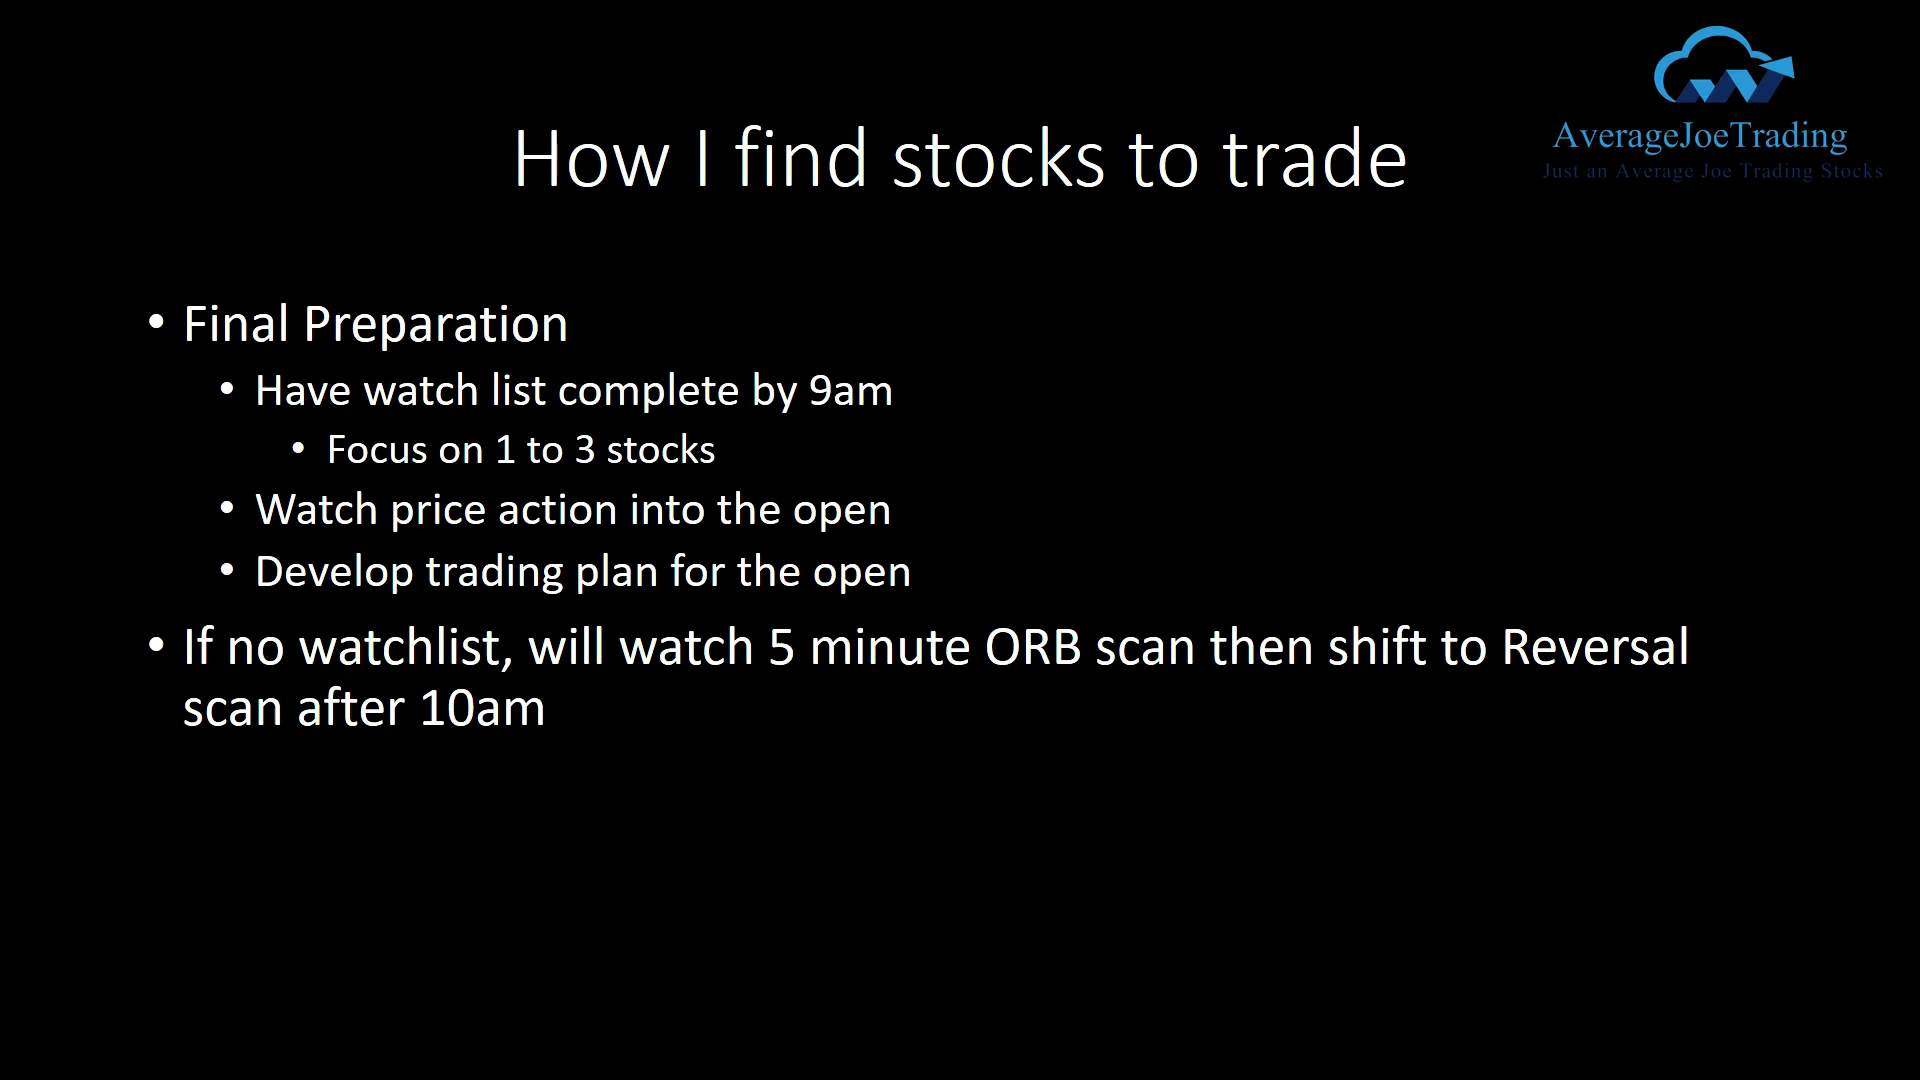 AverageJoeTrading
Just an Average Joe Trading Stocks
How I find stocks to trade
• Final Preparation
• Have watch list complete by 9am
• Focus on 1 to 3 stocks
• Watch price action into the open
• Develop trading plan for the open
• If no watchlist, will watch 5 minute ORB scan then shift to Reversal
scan after 10am